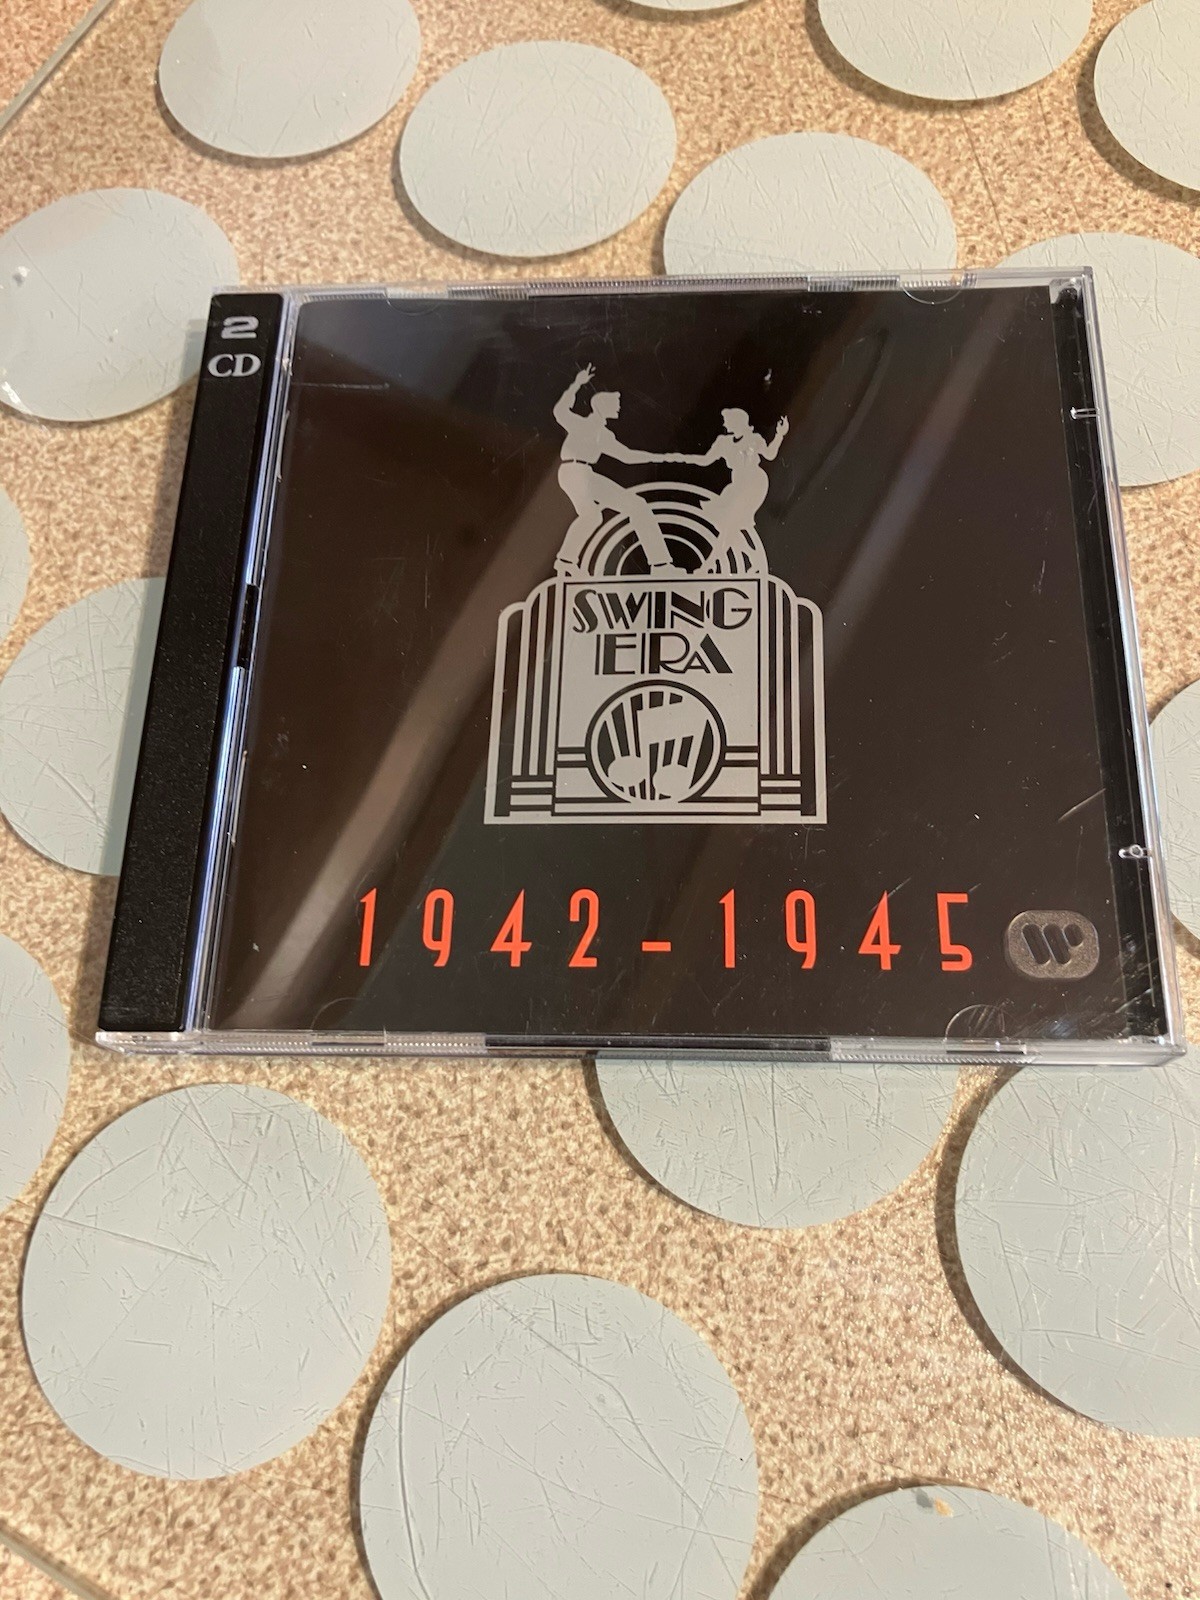 2
CD
SWING
ERA
1942-1945